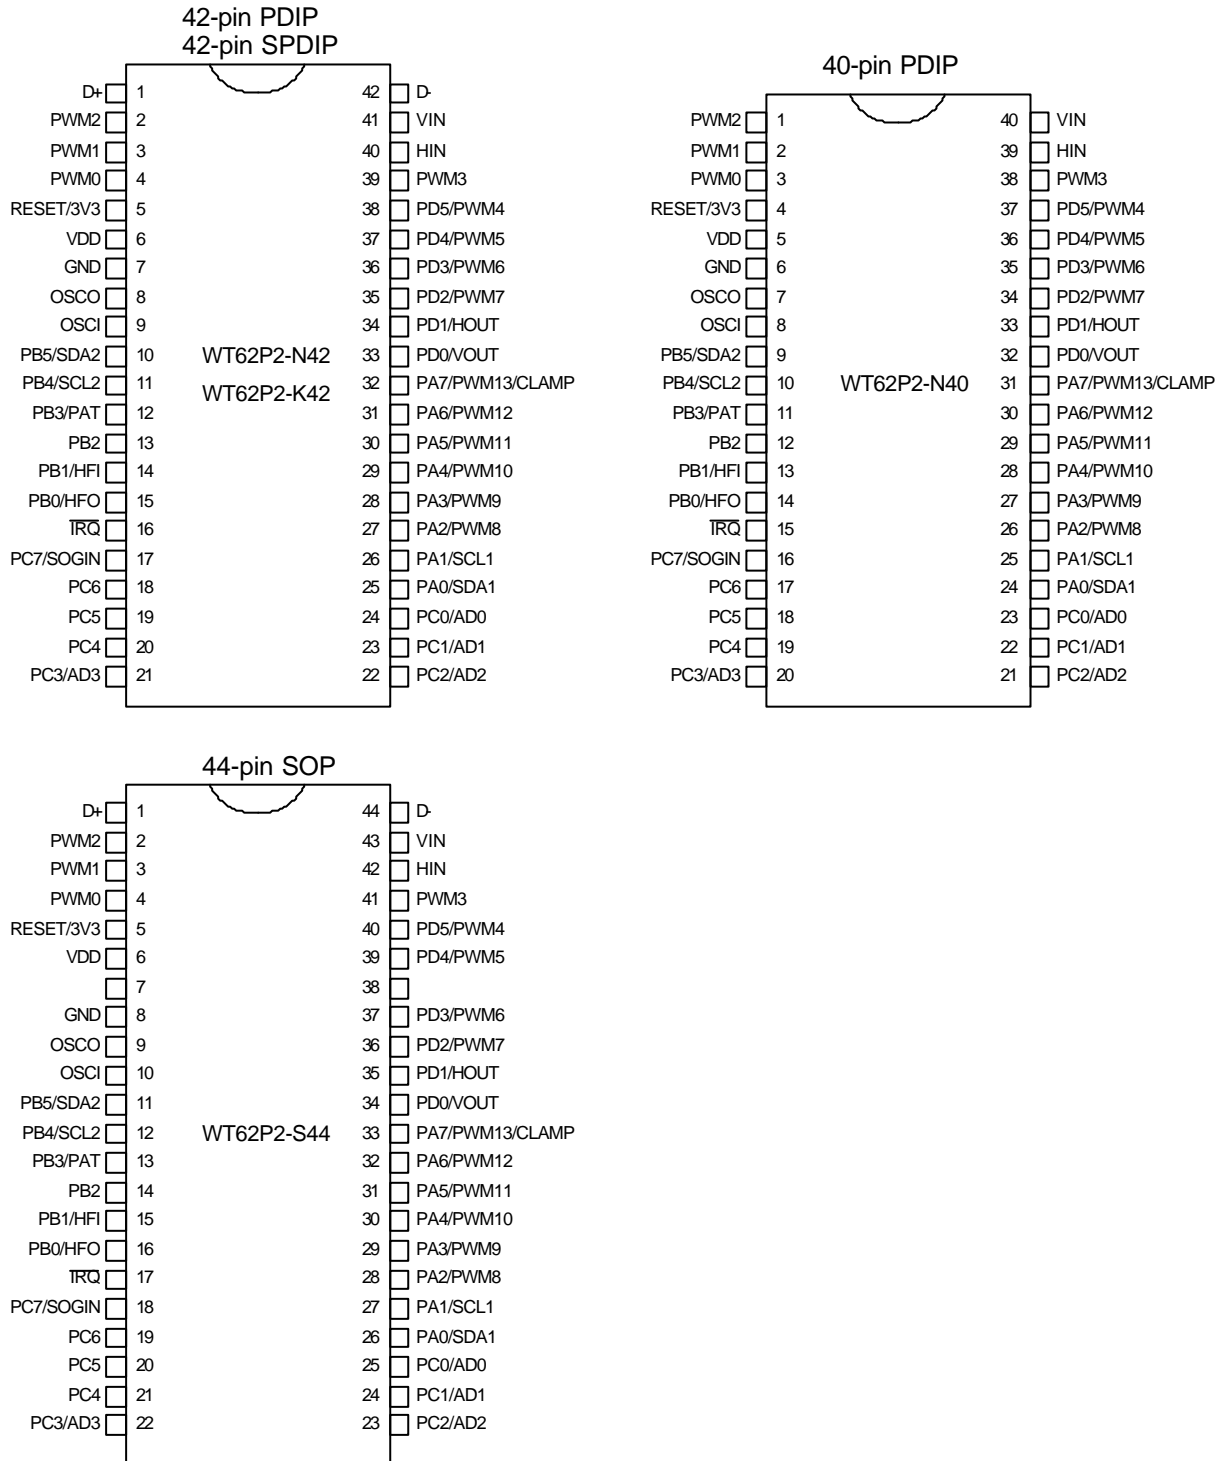 42-pin PDIP
42-pin SPDIP
D+ 1 42 D-
PWM2 2 41 VIN
PWM1 3 40 HIN
PWM0 4 39 PWM3
RESET/3V3 5 38 PD5/PWM4
VDD 6 37 PD4/PWM5
GND 7 36 PD3/PWM6
OSCO 8 35 PD2/PWM7
OSCI 9 34 PD1/HOUT
PB5/SDA2 10 WT62P2-N42 33 PD0/VOUT
PB4/SCL2 11 WT62P2-K42 32 PA7/PWM13/CLAMP
PB3/PAT 12 31 PA6/PWM12
PB2 13 30 PA5/PWM11
PB1/HFI 14 29 PA4/PWM10
PB0/HFO 15 28 PA3/PWM9
IRQ 16 27 PA2/PWM8
PC7/SOGIN 17 26 PA1/SCL1
PC6 18 25 PA0/SDA1
PC5 19 24 PC0/AD0
PC4 20 23 PC1/AD1
PC3/AD3 21 22 PC2/AD2
40-pin PDIP
PWM2 1 40 VIN
PWM1 2 39 HIN
PWM0 3 38 PWM3
RESET/3V3 4 37 PD5/PWM4
VDD 5 36 PD4/PWM5
GND 6 35 PD3/PWM6
OSCO 7 34 PD2/PWM7
OSCI 8 33 PD1/HOUT
PB5/SDA2 9 32 PD0/VOUT
PB4/SCL2 10 WT62P2-N40 31 PA7/PWM13/CLAMP
PB3/PAT 11 30 PA6/PWM12
PB2 12 29 PA5/PWM11
PB1/HFI 13 28 PA4/PWM10
PB0/HFO 14 27 PA3/PWM9
IRQ 15 26 PA2/PWM8
PC7/SOGIN 16 25 PA1/SCL1
PC6 17 24 PA0/SDA1
PC5 18 23 PC0/AD0
PC4 19 22 PC1/AD1
PC3/AD3 20 21 PC2/AD2
44-pin SOP
D+ 1 44 D-
PWM2 2 43 VIN
PWM1 3 42 HIN
PWM0 4 41 PWM3
RESET/3V3 5 40 PD5/PWM4
VDD 6 39 PD4/PWM5
7 38
GND 8 37 PD3/PWM6
OSCO 9 36 PD2/PWM7
OSCI 10 35 PD1/HOUT
PB5/SDA2 11 34 PD0/VOUT
PB4/SCL2 12 WT62P2-S44 33 PA7/PWM13/CLAMP
PB3/PAT 13 32 PA6/PWM12
PB2 14 31 PA5/PWM11
PB1/HFI 15 30 PA4/PWM10
PB0/HFO 16 29 PA3/PWM9
IRQ 17 28 PA2/PWM8
PC7/SOGIN 18 27 PA1/SCL1
PC6 19 26 PA0/SDA1
PC5 20 25 PC0/AD0
PC4 21 24 PC1/AD1
PC3/AD3 22 23 PC2/AD2